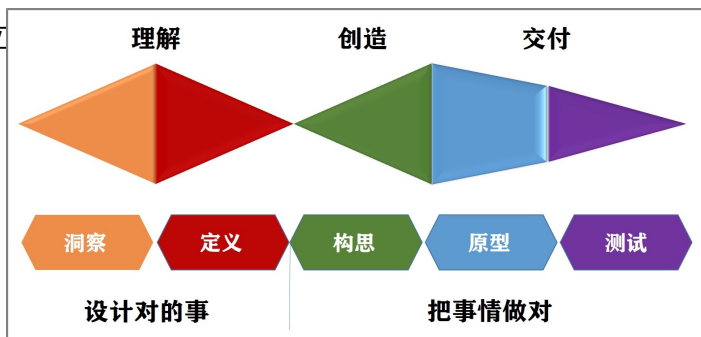 理解 创造 交付
洞察 定义 构思 原型 测试
设计对的事 把事情做对